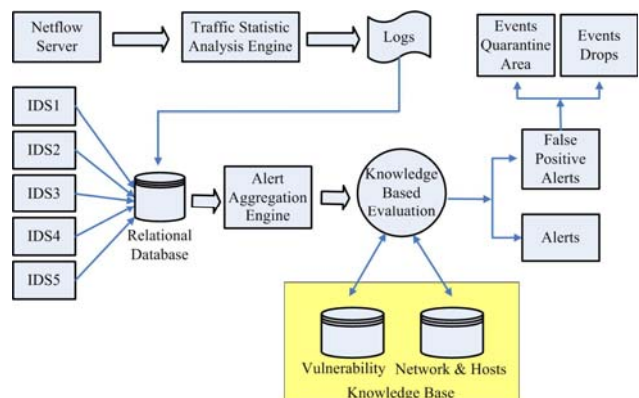 Netflow
Server
Traffic Statistic
Analysis Engine
Logs
Events
Quarantine
Area
Events
Drops
IDS1
IDS2
IDS3
IDS4
IDS5
Relational
Database
Alert
Aggregation
Engine
Knowledge
Based
Evaluation
False
Positive
Alerts
Alerts
Vulnerability
Network & Hosts
Knowledge Base